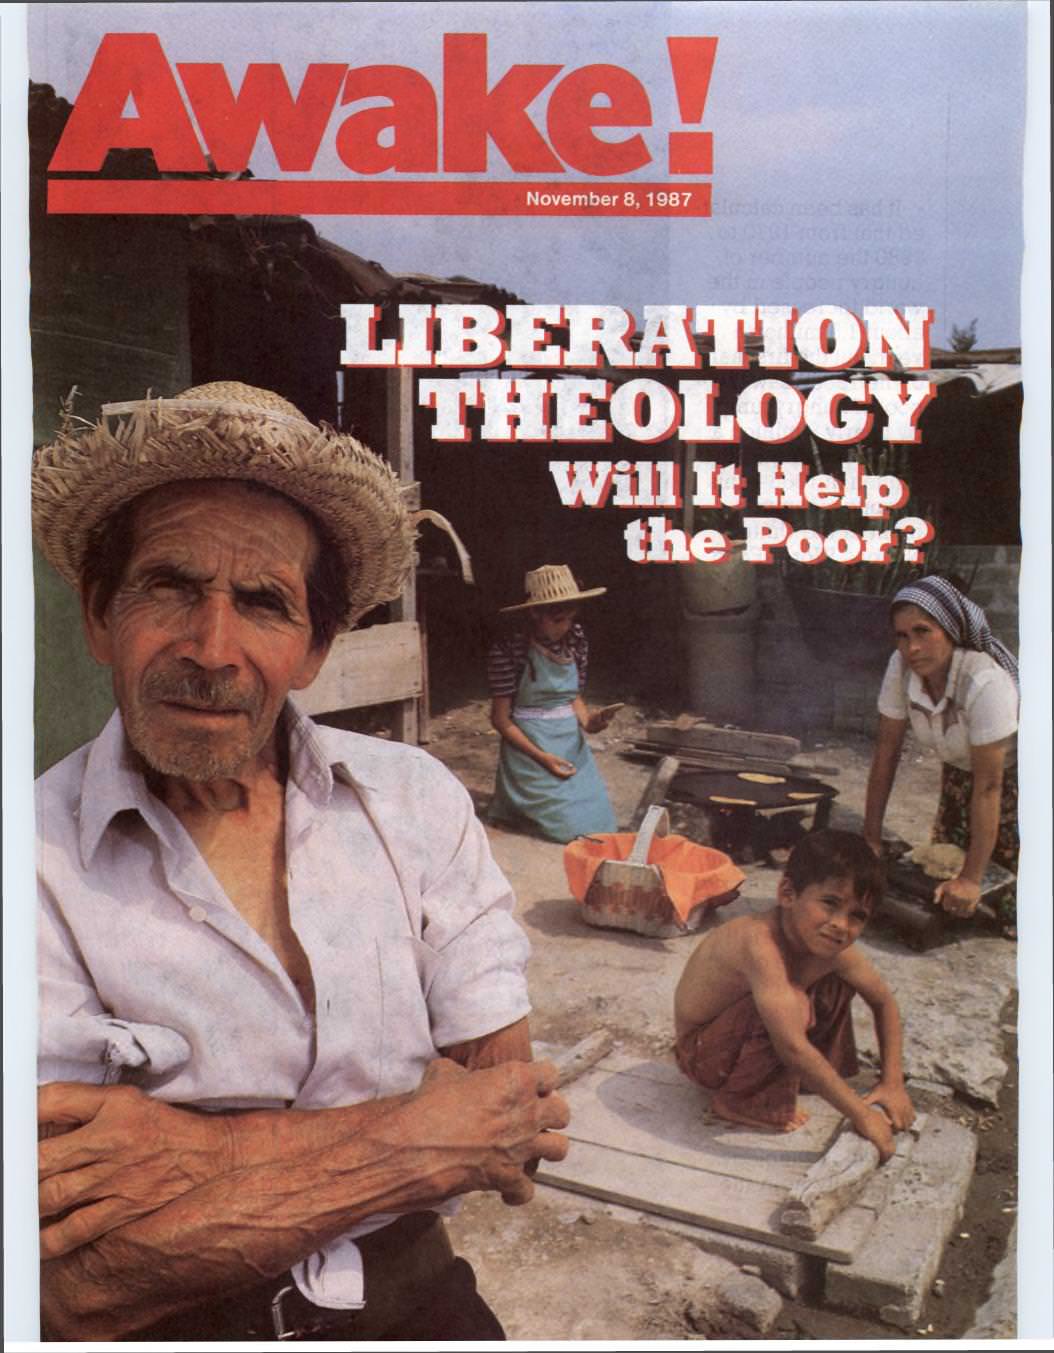 Awake!
November 8, 1987
LIBERATION
THEOLOGY
Will It Help
the Poor?